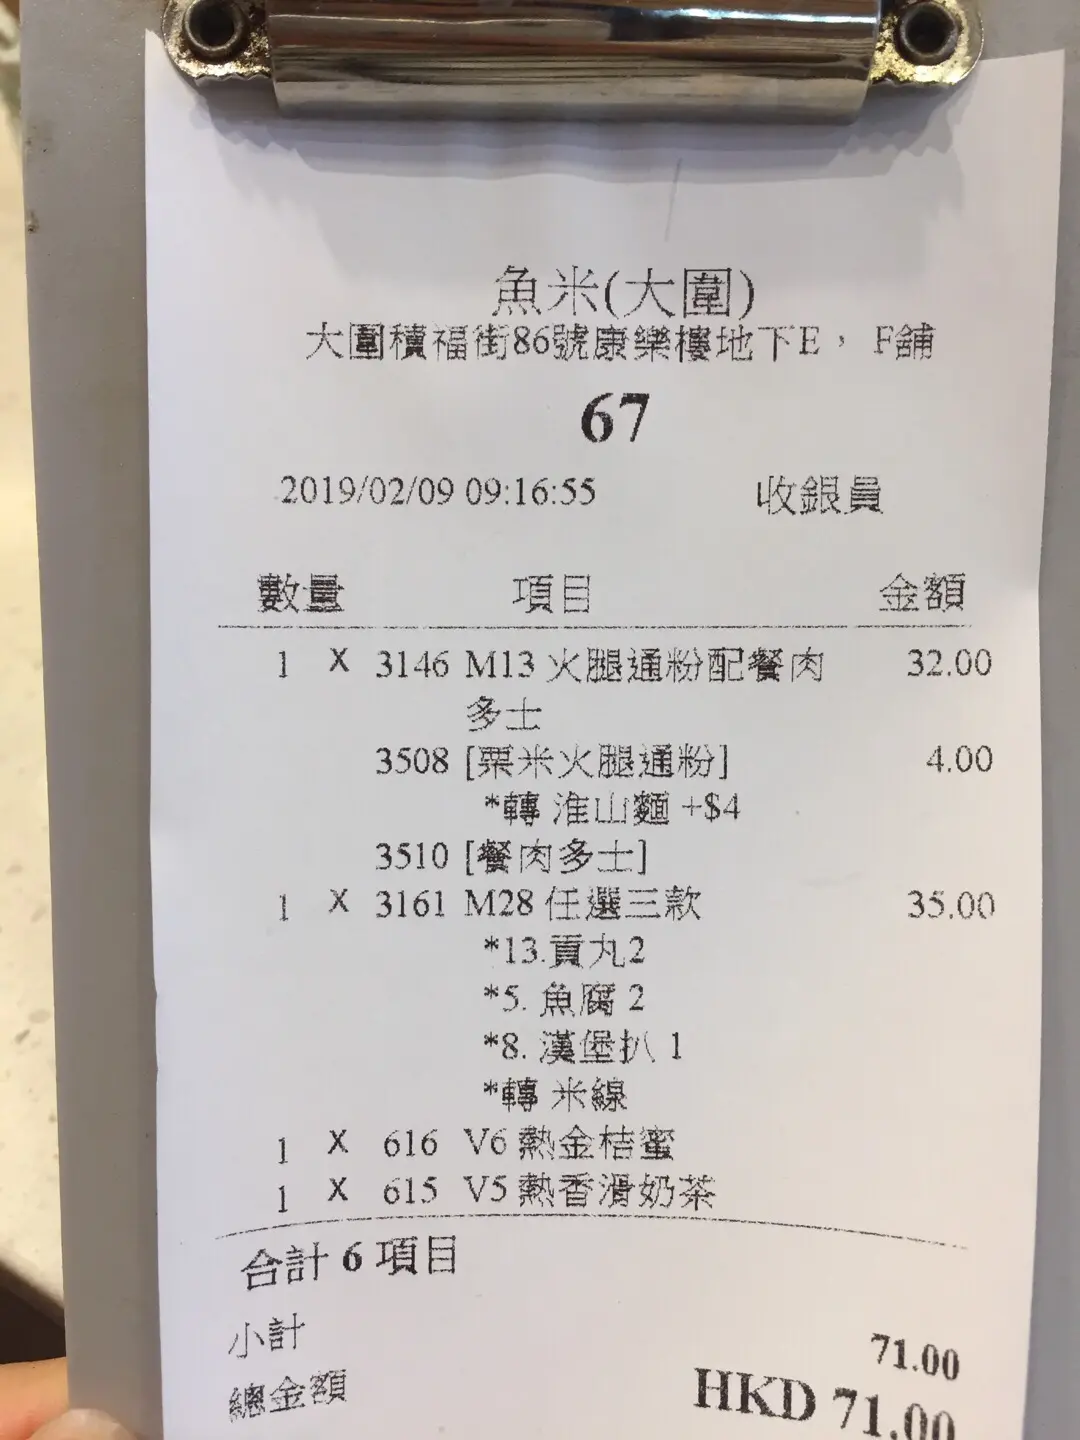 魚米(大圍)
大圍積福街86號康樂樓地下E， F舖
67
2019/02/09 09:16:55 收銀員
數量 項目 金額
1 X 3146 M13 火腿通粉配餐肉 32.00
多士
3508 [粟米火腿通粉] 4.00
*轉 淮山麵 +$4
3510 [餐肉多士]
1 X 3161 M28 任選三款 35.00
*13.貢丸2
*5. 魚腐 2
*8. 漢堡扒 1
*轉 米線
1 X 616 V6 熱金桔蜜
1 X 615 V5 熱香滑奶茶
合計 6 項目
小計 71.00
總金額 HKD 71.00